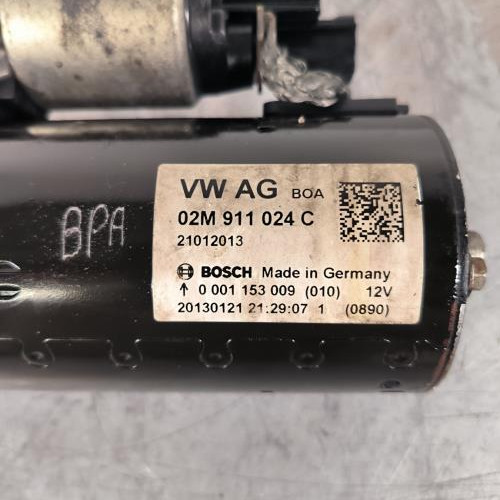 VW AG BOA
02M 911 024 C
21012013
BOSCH Made in Germany
↑ 0 001 153 009 (010) 12V
20130121 21:29:07 1 (0890)
BPA